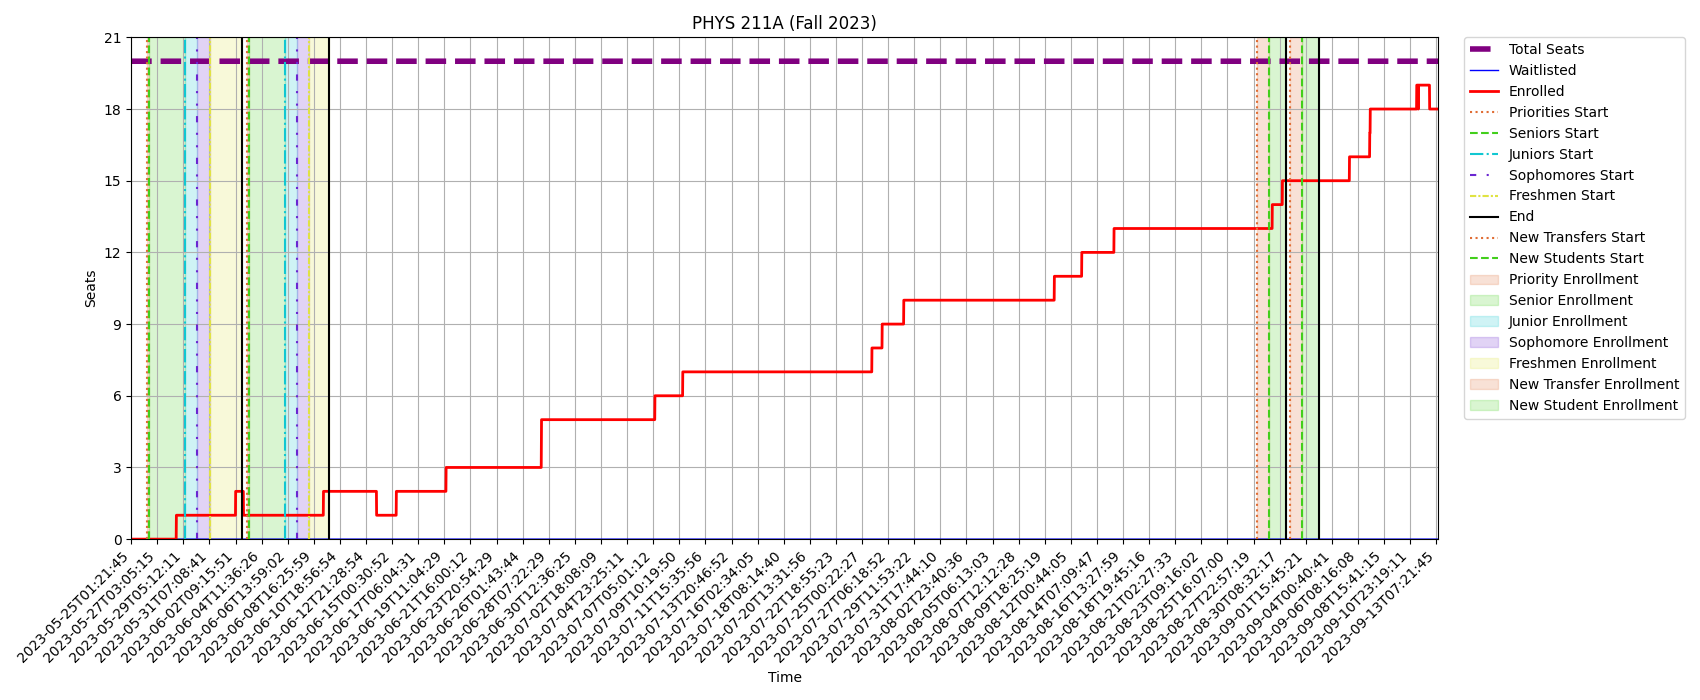 PHYS 211A (Fall 2023)
Seats
21
18
15
12
9
6
3
0
2023-05-25T01:21:45
2023-05-27T03:05:15
2023-05-29T05:12:11
2023-05-31T07:08:41
2023-06-02T09:15:51
2023-06-04T11:36:26
2023-06-06T13:59:02
2023-06-08T16:25:59
2023-06-10T18:56:54
2023-06-12T21:28:54
2023-06-15T00:30:52
2023-06-17T06:04:31
2023-06-19T11:04:29
2023-06-21T16:00:12
2023-06-23T20:54:29
2023-06-26T01:43:44
2023-06-28T07:22:29
2023-06-30T12:36:25
2023-07-02T18:08:09
2023-07-04T23:25:11
2023-07-07T05:01:12
2023-07-09T10:19:50
2023-07-11T15:35:56
2023-07-13T20:46:52
2023-07-16T02:34:05
2023-07-18T08:14:40
2023-07-20T13:31:56
2023-07-22T18:55:23
2023-07-25T00:22:27
2023-07-27T06:18:52
2023-07-29T11:53:22
2023-07-31T17:44:10
2023-08-02T23:40:36
2023-08-05T06:13:03
2023-08-07T12:12:28
2023-08-09T18:25:19
2023-08-12T00:44:05
2023-08-14T07:09:47
2023-08-16T13:27:59
2023-08-18T19:45:16
2023-08-21T02:27:33
2023-08-23T09:16:02
2023-08-25T16:07:00
2023-08-27T22:57:19
2023-08-30T08:32:17
2023-09-01T15:45:21
2023-09-04T00:40:41
2023-09-06T08:16:08
2023-09-08T15:41:15
2023-09-10T23:19:11
2023-09-13T07:21:45
Time
Total Seats
Waitlisted
Enrolled
Priorities Start
Seniors Start
Juniors Start
Sophomores Start
Freshmen Start
End
New Transfers Start
New Students Start
Priority Enrollment
Senior Enrollment
Junior Enrollment
Sophomore Enrollment
Freshmen Enrollment
New Transfer Enrollment
New Student Enrollment